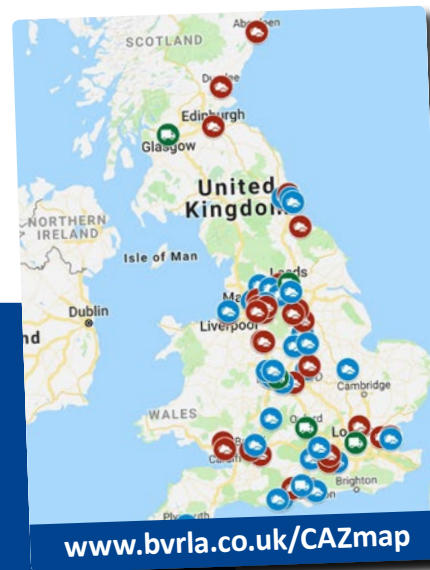 SCOTLAND
Edinburgh
Glasgow
United
Kingdom
NORTHERN
IRELAND
Isle of Man
Leeds
Dublin
Liverpool
Cambridge
WALES
Brighton
www.bvrla.co.uk/CAZmap